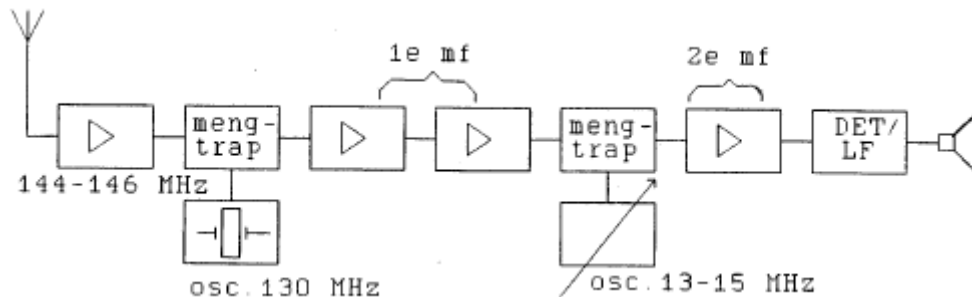 1e mf
2e mf
meng-
trap
meng-
trap
DET/
LF
144-146 MHz
osc.130 MHz
osc.13-15 MHz